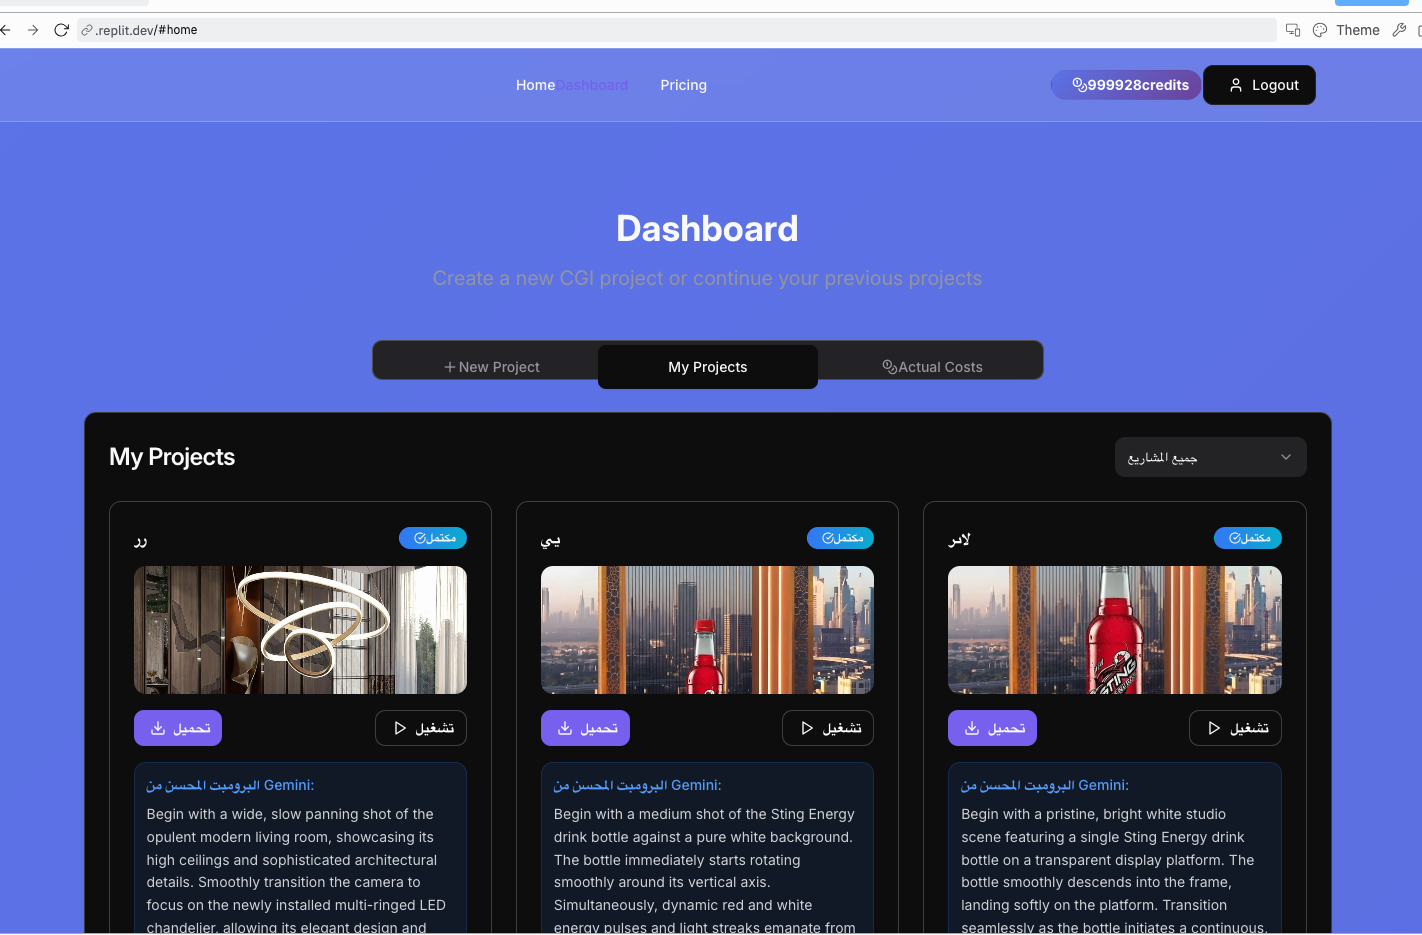 .replit.dev/#home
Theme
Home Dashboard Pricing
999928credits
Logout
Dashboard
Create a new CGI project or continue your previous projects
New Project
My Projects
Actual Costs
My Projects
جميع المشاريع
رر
مكتمل
تحميل
تشغيل
البرومبت المحسن من Gemini:
Begin with a wide, slow panning shot of the
opulent modern living room, showcasing its
high ceilings and sophisticated architectural
details. Smoothly transition the camera to
focus on the newly installed multi-ringed LED
chandelier, allowing its elegant design and
يي
مكتمل
تحميل
تشغيل
البرومبت المحسن من Gemini:
Begin with a medium shot of the Sting Energy
drink bottle against a pure white background.
The bottle immediately starts rotating
smoothly around its vertical axis.
Simultaneously, dynamic red and white
energy pulses and light streaks emanate from
مكتمل
STING
تحميل
تشغيل
البرومبت المحسن من Gemini:
Begin with a pristine, bright white studio
scene featuring a single Sting Energy drink
bottle on a transparent display platform. The
bottle smoothly descends into the frame,
landing softly on the platform. Transition
seamlessly as the bottle initiates a continuous,